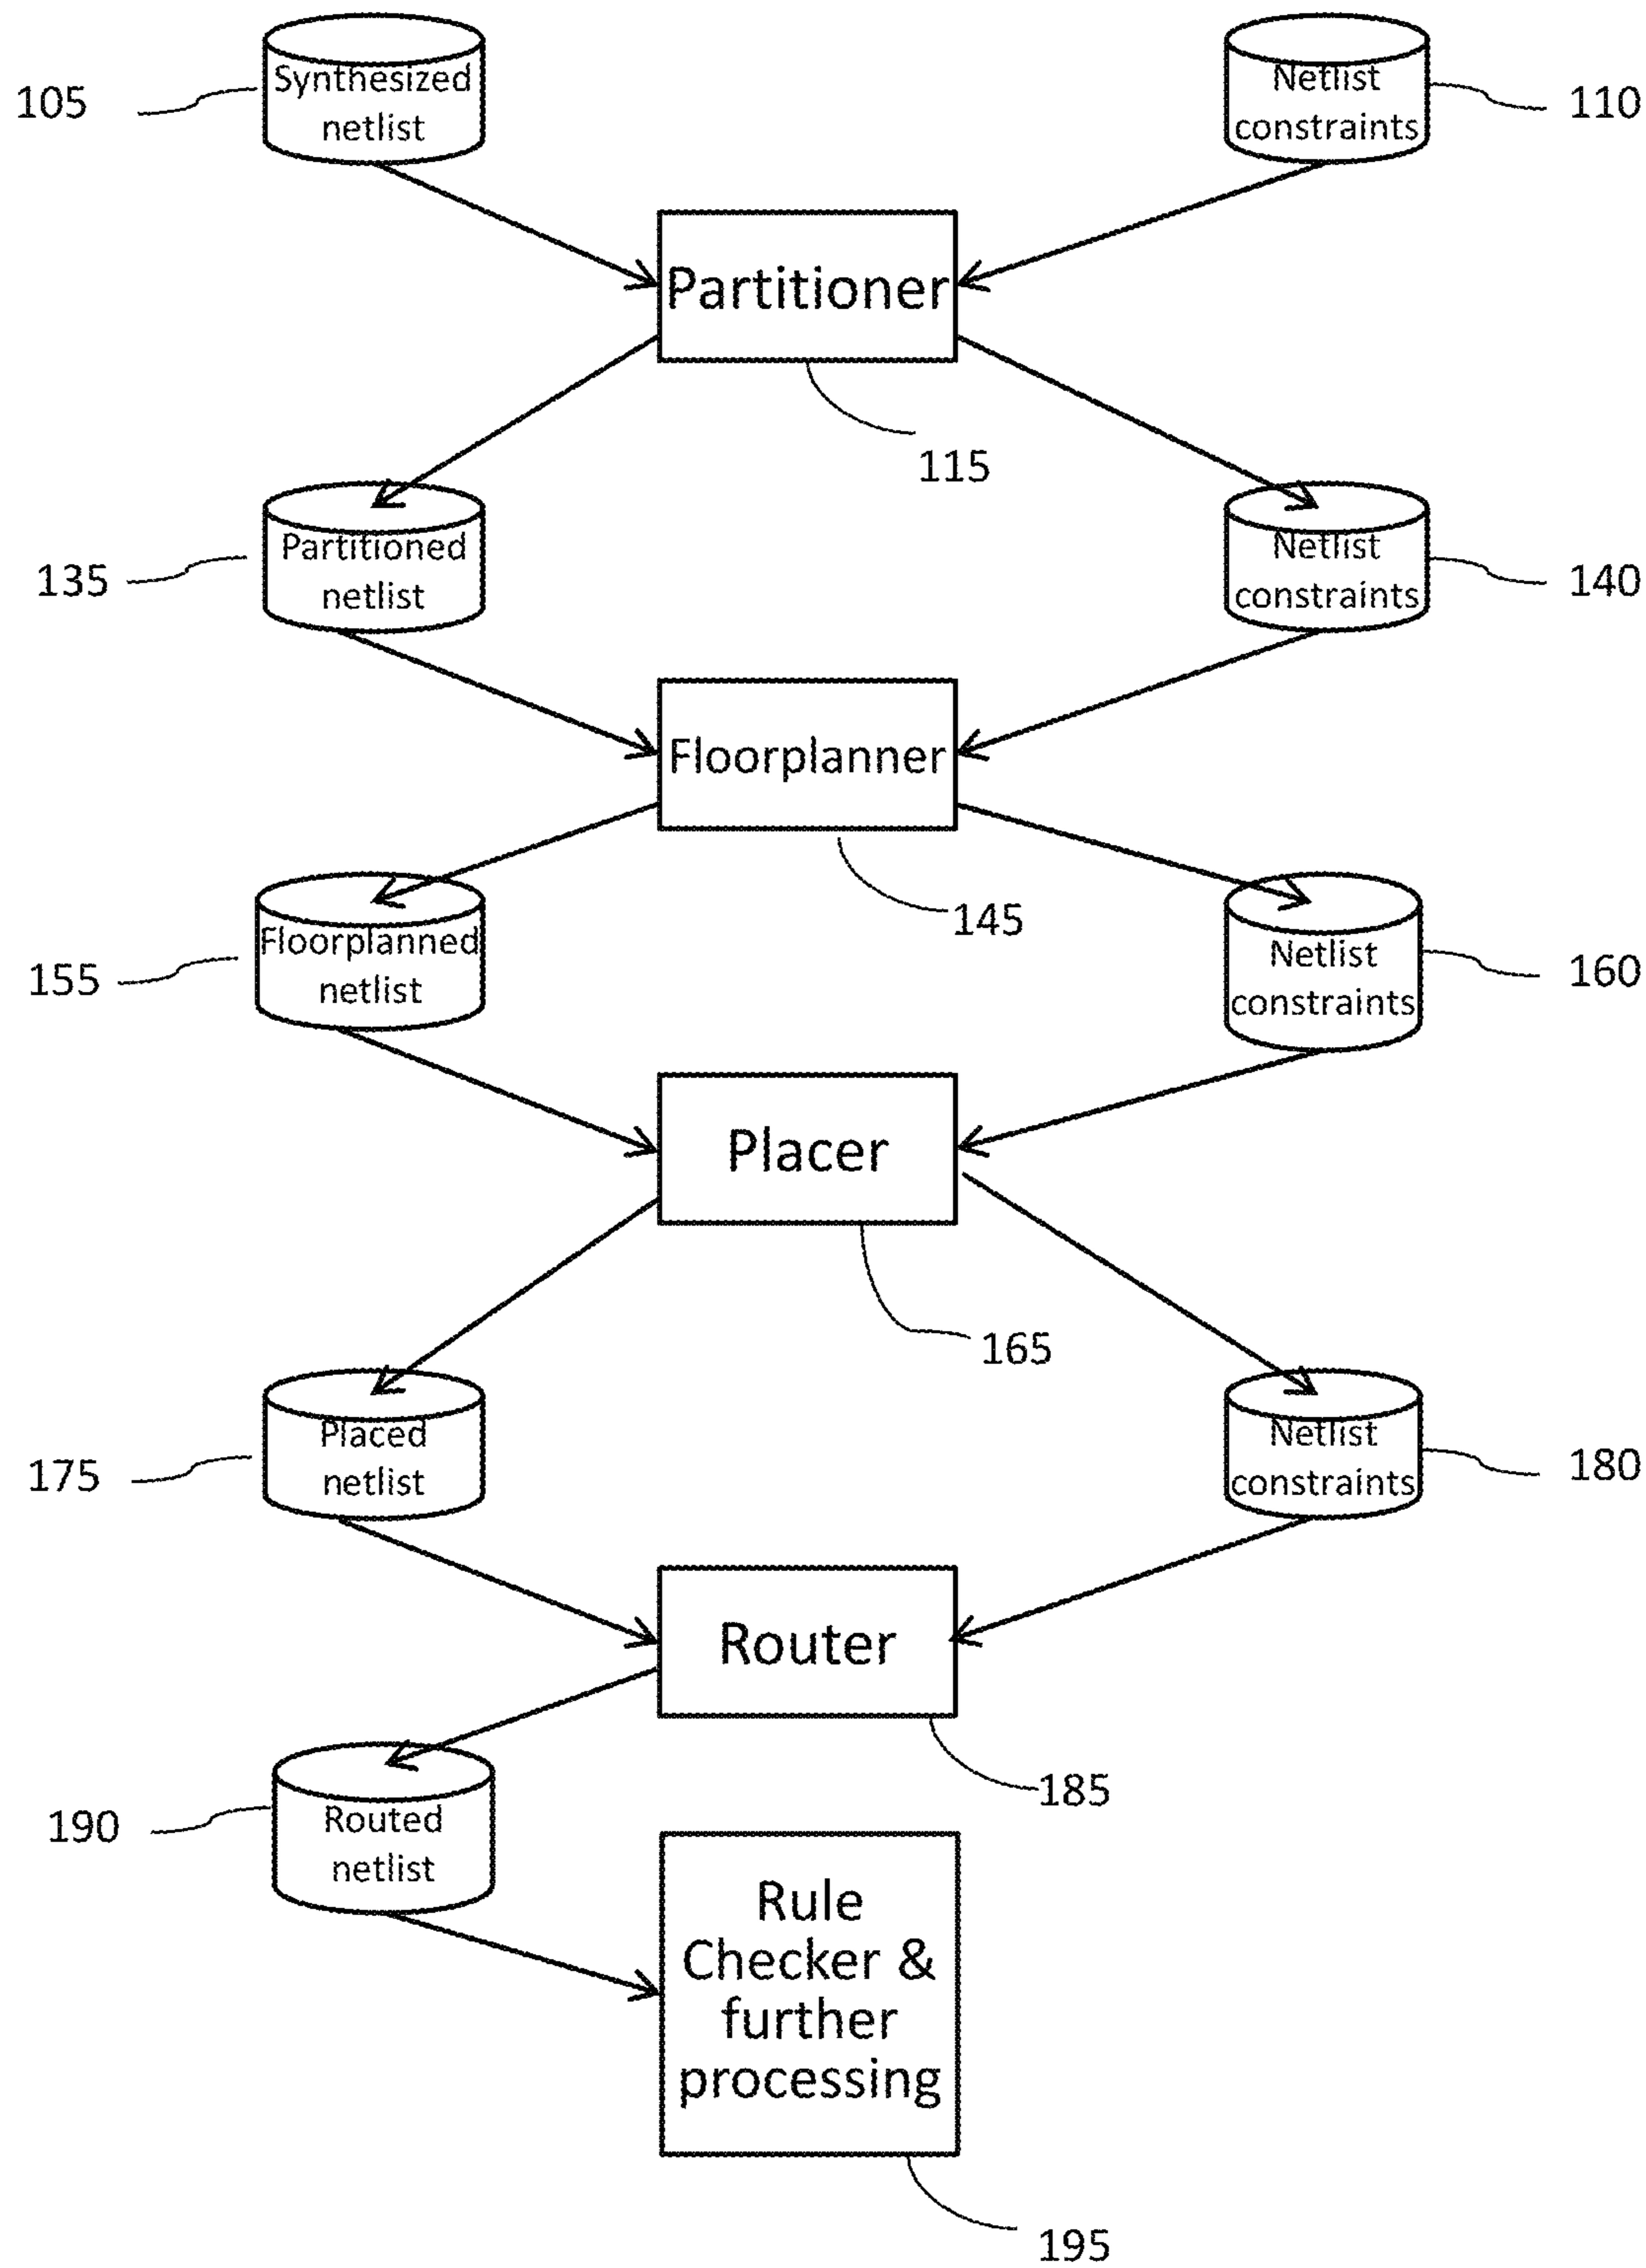 Synthesized
netlist
105
Netlist
constraints
110
Partitioner
115
Partitioned
netlist
135
Netlist
constraints
140
Floorplanner
145
Floorplanned
netlist
155
Netlist
constraints
160
Placer
165
Placed
netlist
175
Netlist
constraints
180
Router
185
Routed
netlist
190
Rule
Checker &
further
processing
195